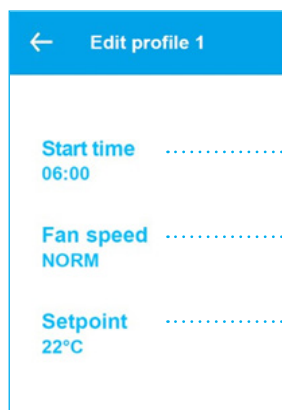 Edit profile 1
Start time
06:00
Fan speed
NORM
Setpoint
22°C